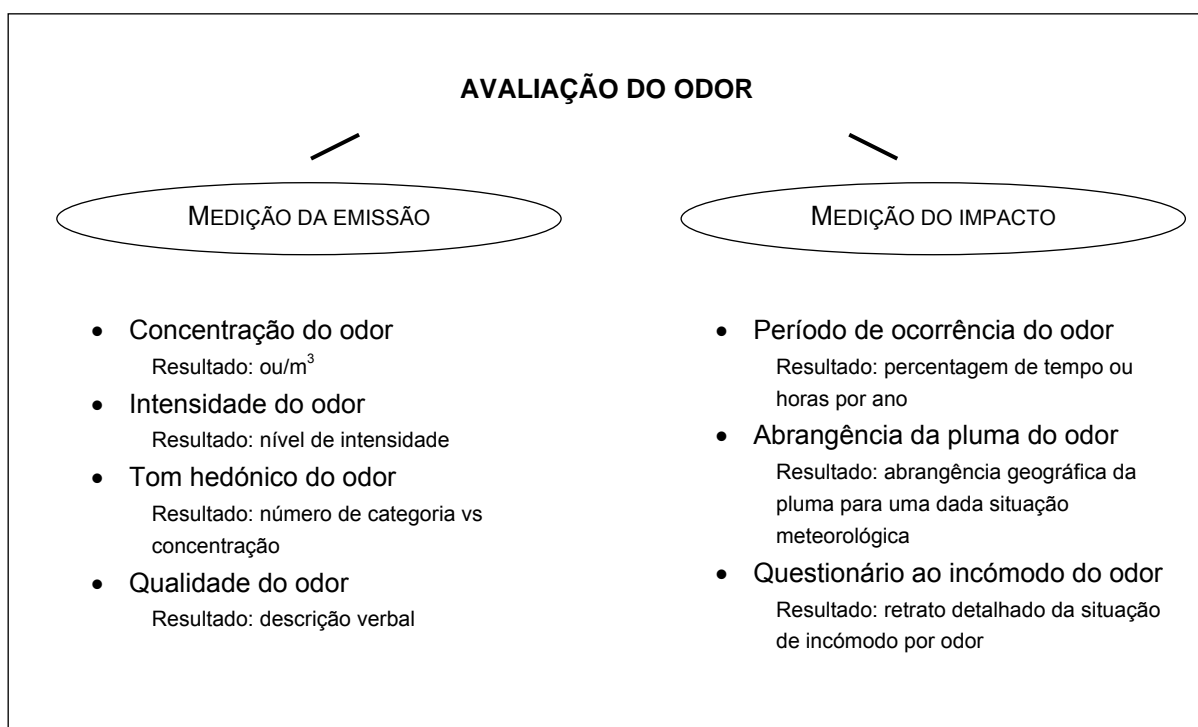 AVALIAÇÃO DO ODOR
MEDIÇÃO DA EMISSÃO
• Concentração do odor
Resultado: ou/m³
• Intensidade do odor
Resultado: nível de intensidade
• Tom hedónico do odor
Resultado: número de categoria vs
concentração
• Qualidade do odor
Resultado: descrição verbal
MEDIÇÃO DO IMPACTO
• Período de ocorrência do odor
Resultado: percentagem de tempo ou
horas por ano
• Abrangência da pluma do odor
Resultado: abrangência geográfica da
pluma para uma dada situação
meteorológica
• Questionário ao incómodo do odor
Resultado: retrato detalhado da situação
de incómodo por odor